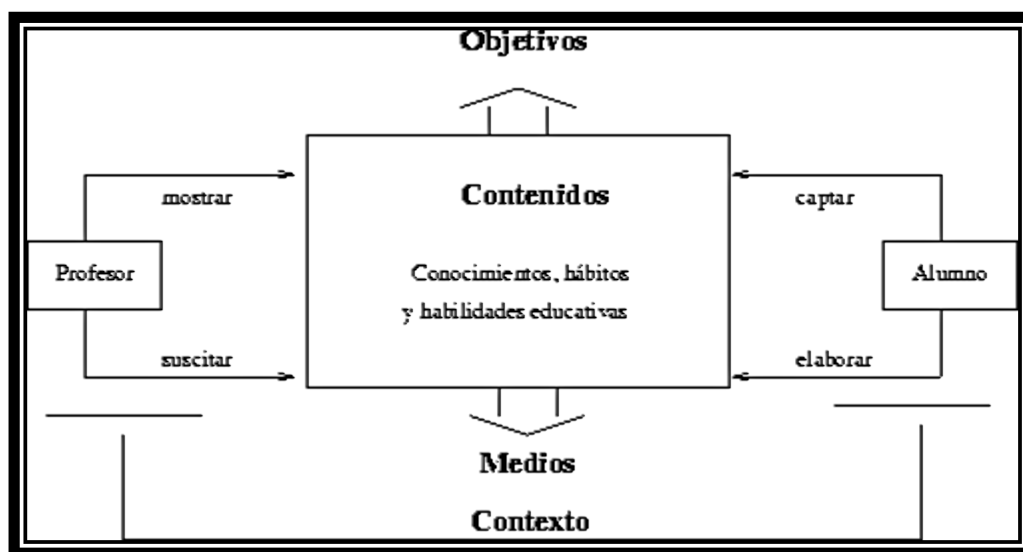 Objetivos
mostrar
Contenidos
captar
Profesor
Conocimientos, hábitos
y habilidades educativas
Alumno
suscitar
elaborar
Medios
Contexto